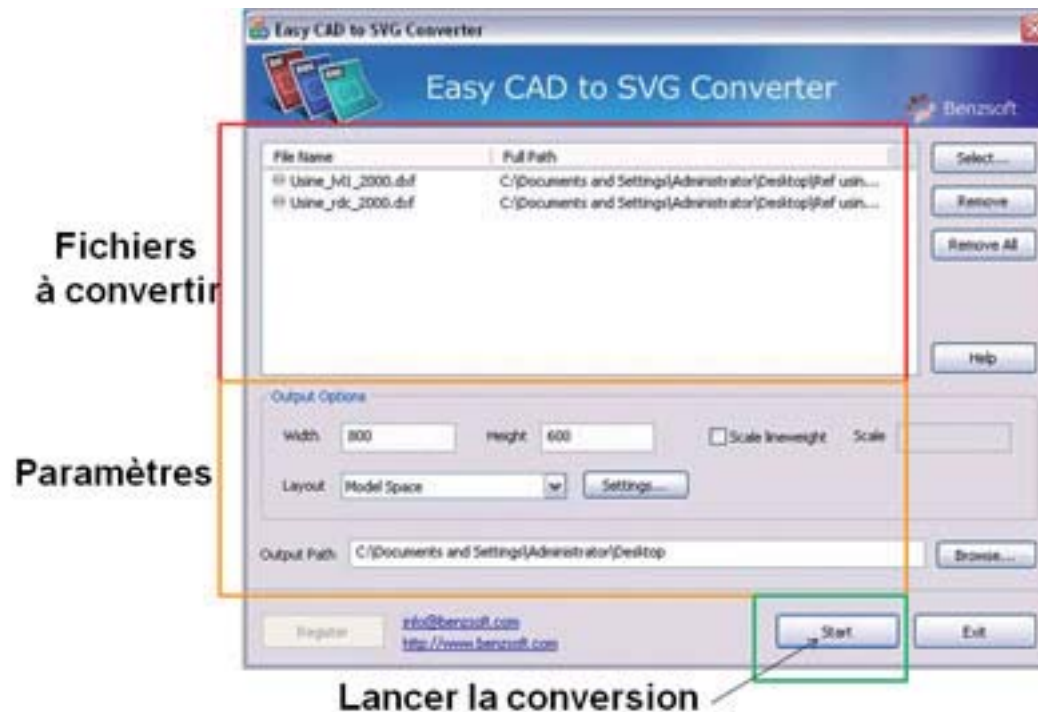 Easy CAD to SVG Converter
Easy CAD to SVG Converter
Benzsoft
File Name Full Path
Usine_lvl1_2000.dxf C:\Documents and Settings\Administrator\Desktop\Ref usin...
Usine_rdc_2000.dxf C:\Documents and Settings\Administrator\Desktop\Ref usin...
Select...
Remove
Remove All
Help
Fichiers
à convertir
Output Options
Width 800 Height 600 Scale lineweight Scale
Layout Model Space Settings...
Paramètres
Output Path C:\Documents and Settings\Administrator\Desktop Browse...
Register info@benzsoft.com Start Exit
http://www.benzsoft.com
Lancer la conversion